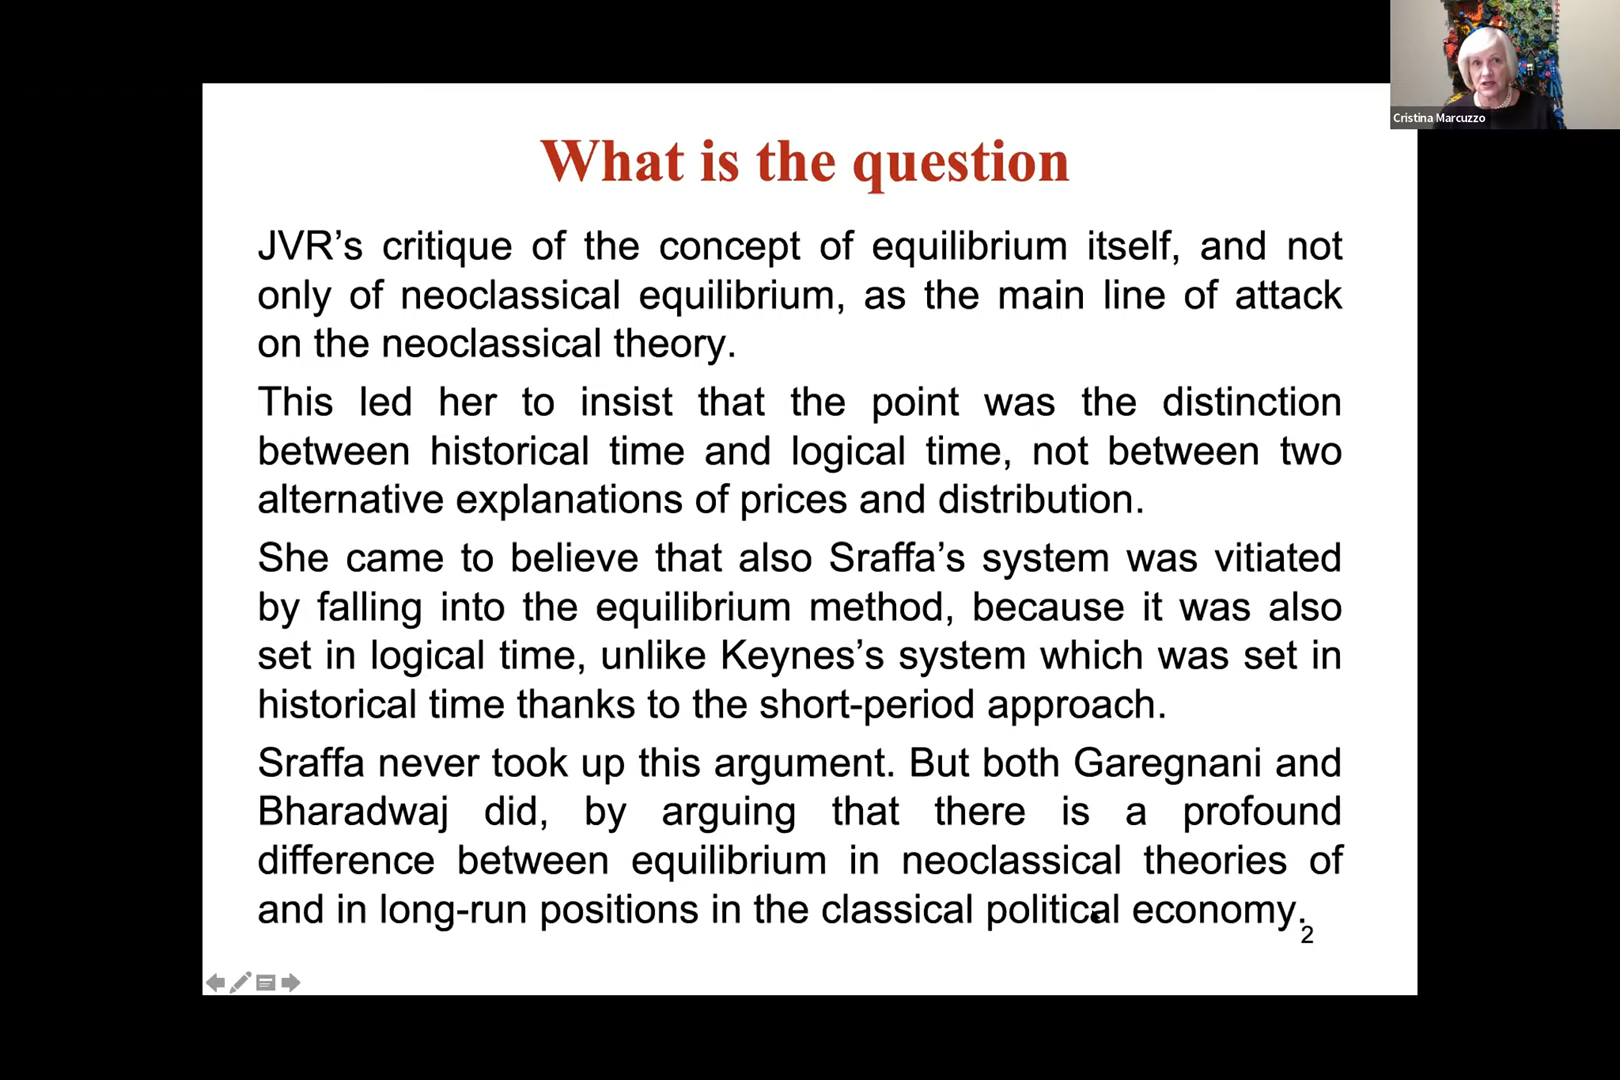 Cristina Marcuzzo
What is the question
JVR’s critique of the concept of equilibrium itself, and not
only of neoclassical equilibrium, as the main line of attack
on the neoclassical theory.
This led her to insist that the point was the distinction
between historical time and logical time, not between two
alternative explanations of prices and distribution.
She came to believe that also Sraffa’s system was vitiated
by falling into the equilibrium method, because it was also
set in logical time, unlike Keynes’s system which was set in
historical time thanks to the short-period approach.
Sraffa never took up this argument. But both Garegnani and
Bharadwaj did, by arguing that there is a profound
difference between equilibrium in neoclassical theories of
and in long-run positions in the classical political economy.
2